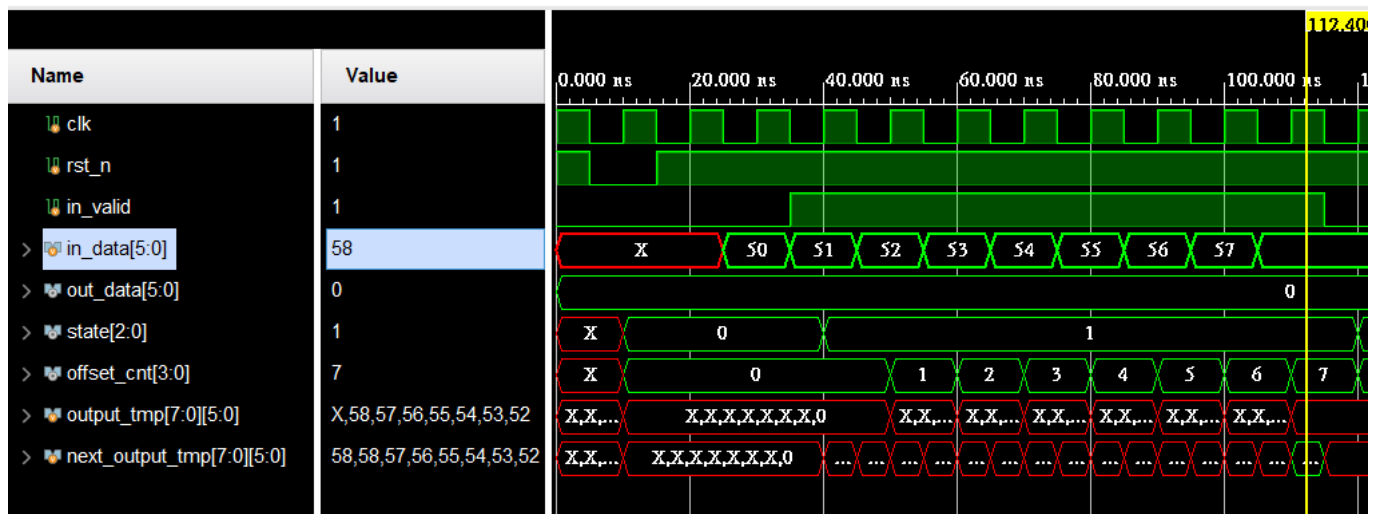 112.40
Name Value 0.000 ns 20.000 ns 40.000 ns 60.000 ns 80.000 ns 100.000 ns 1
clk 1
rst_n 1
in_valid 1
> in_data[5:0] 58 X 50 51 52 53 54 55 56 57
> out_data[5:0] 0 0
> state[2:0] 1 X 0 1
> offset_cnt[3:0] 7 X 0 1 2 3 4 5 6 7
> output_tmp[7:0][5:0] X,58,57,56,55,54,53,52 X,X,... X,X,X,X,X,X,X,0 X,X,... X,X,... X,X,... X,X,... X,X,... X,X,...
> next_output_tmp[7:0][5:0] 58,58,57,56,55,54,53,52 X,X,... X,X,X,X,X,X,X,0 ... ... ... ... ... ... ... ... ... ... ... ... ... ... ...